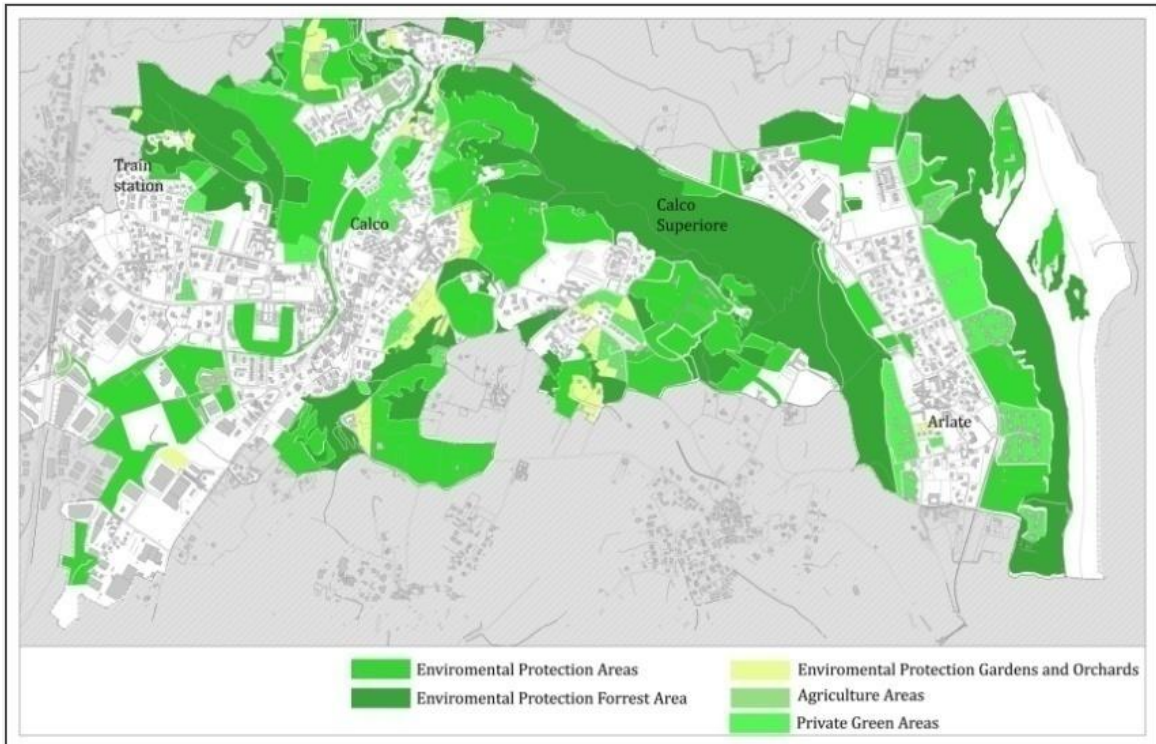 Train
station
Calco
Calco
Superiore
Arlate
Enviromental Protection Areas
Enviromental Protection Forrest Area
Enviromental Protection Gardens and Orchards
Agriculture Areas
Private Green Areas